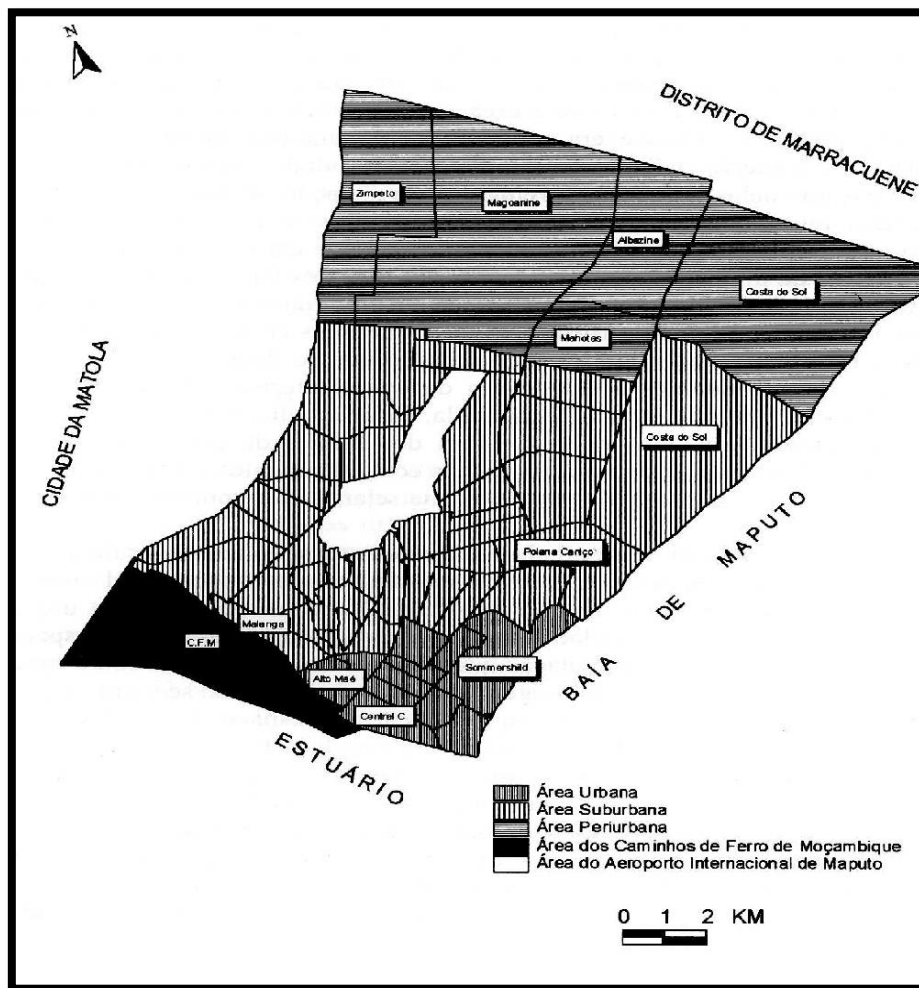 N
DISTRITO DE MARRACUENE
Zimpeto
Magoanine
Albazine
Costa do Sol
Mahotas
CIDADE DA MATOLA
Costa do Sol
Polana Caniço
BAÍA DE MAPUTO
Malanga
C.F.M
Sommershild
Alto Maé
Central C
ESTUÁRIO
Área Urbana
Área Suburbana
Área Periurbana
Área dos Caminhos de Ferro de Moçambique
Área do Aeroporto Internacional de Maputo
0 1 2 KM